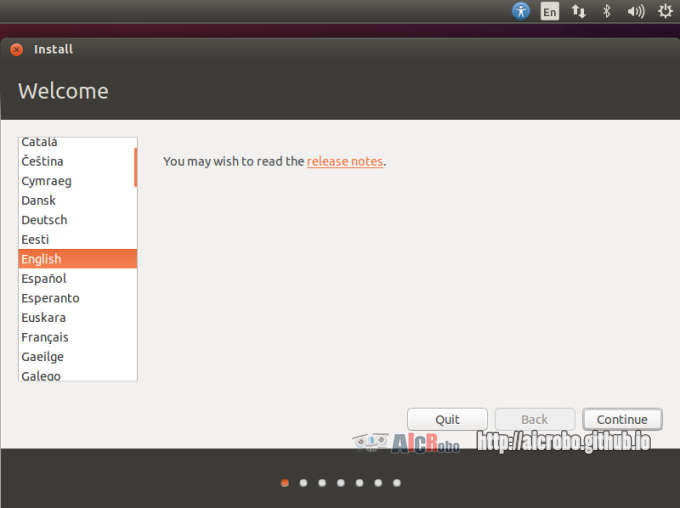 En
Install
Welcome
Català
Čeština
Cymraeg
Dansk
Deutsch
Eesti
English
Español
Esperanto
Euskara
Français
Gaeilge
Galego
You may wish to read the release notes.
Quit
Back
Continue
AICRobo
http://aicrobo.github.io